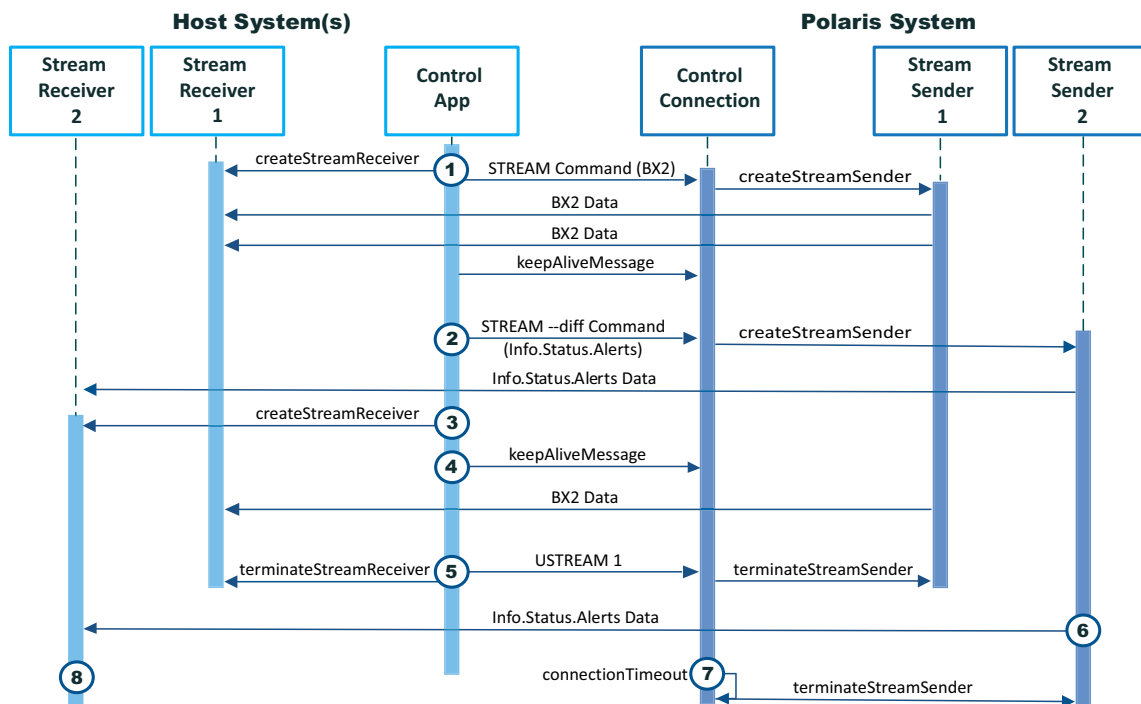 Host System(s)
Polaris System
Stream
Receiver
2
Stream
Receiver
1
Control
App
Control
Connection
Stream
Sender
1
Stream
Sender
2
createStreamReceiver
1
STREAM Command (BX2)
createStreamSender
BX2 Data
BX2 Data
keepAliveMessage
2
STREAM --diff Command
(Info.Status.Alerts)
createStreamSender
Info.Status.Alerts Data
createStreamReceiver
3
4
keepAliveMessage
BX2 Data
terminateStreamReceiver
5
USTREAM 1
terminateStreamSender
Info.Status.Alerts Data
6
8
connectionTimeout
7
terminateStreamSender